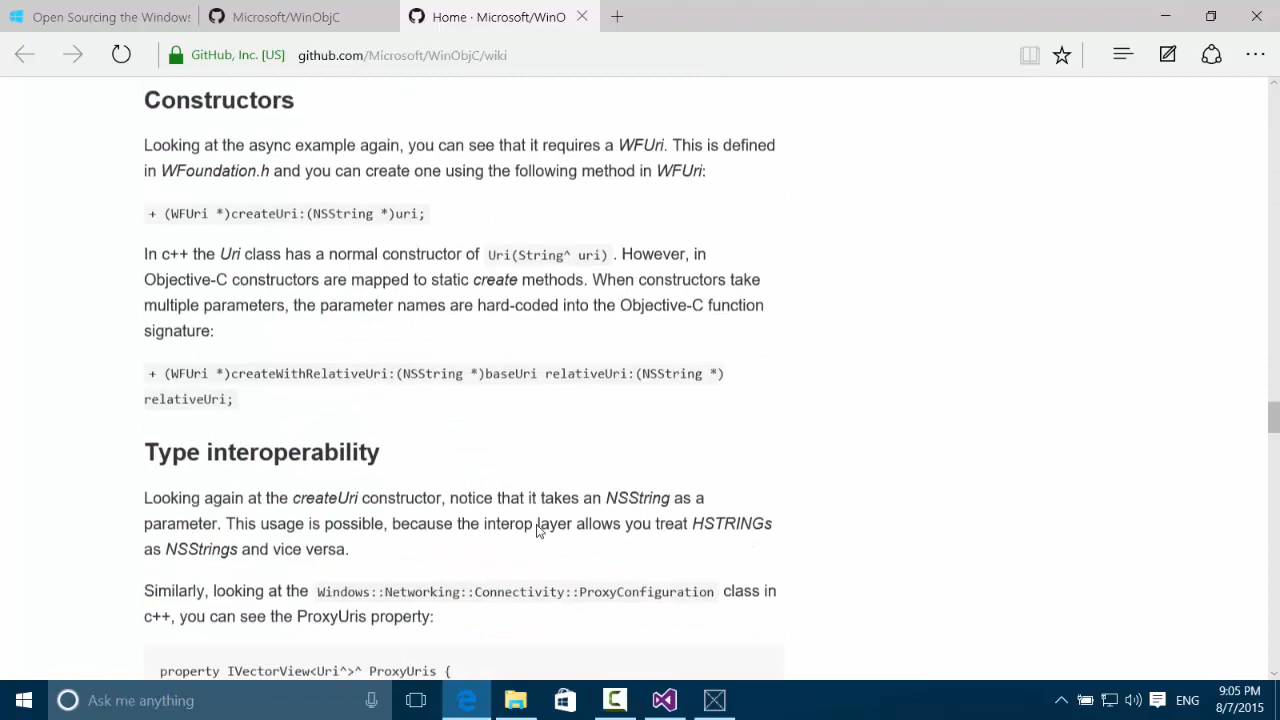 Opening Sourcing the Windows
Microsoft/WinObjC
Home · Microsoft/WinO
GitHub, Inc. [US] github.com/Microsoft/WinObjC/wiki
Constructors
Looking at the async example again, you can see that it requires a WFUri. This is defined
in WFoundation.h and you can create one using the following method in WFUri:
+ (WFUri *)createUri:(NSString *)uri;
In c++ the Uri class has a normal constructor of Uri(String^ uri) . However, in
Objective-C constructors are mapped to static create methods. When constructors take
multiple parameters, the parameter names are hard-coded into the Objective-C function
signature:
+ (WFUri *)createWithRelativeUri:(NSString *)baseUri relativeUri:(NSString *)
relativeUri;
Type interoperability
Looking again at the createUri constructor, notice that it takes an NSString as a
parameter. This usage is possible, because the interop layer allows you treat HSTRINGs
as NSStrings and vice versa.
Similarly, looking at the Windows::Networking::Connectivity::ProxyConfiguration class in
c++, you can see the ProxyUris property:
property IVectorView<Uri^>^ ProxyUris {
Ask me anything
ENG
9:05 PM
8/7/2015